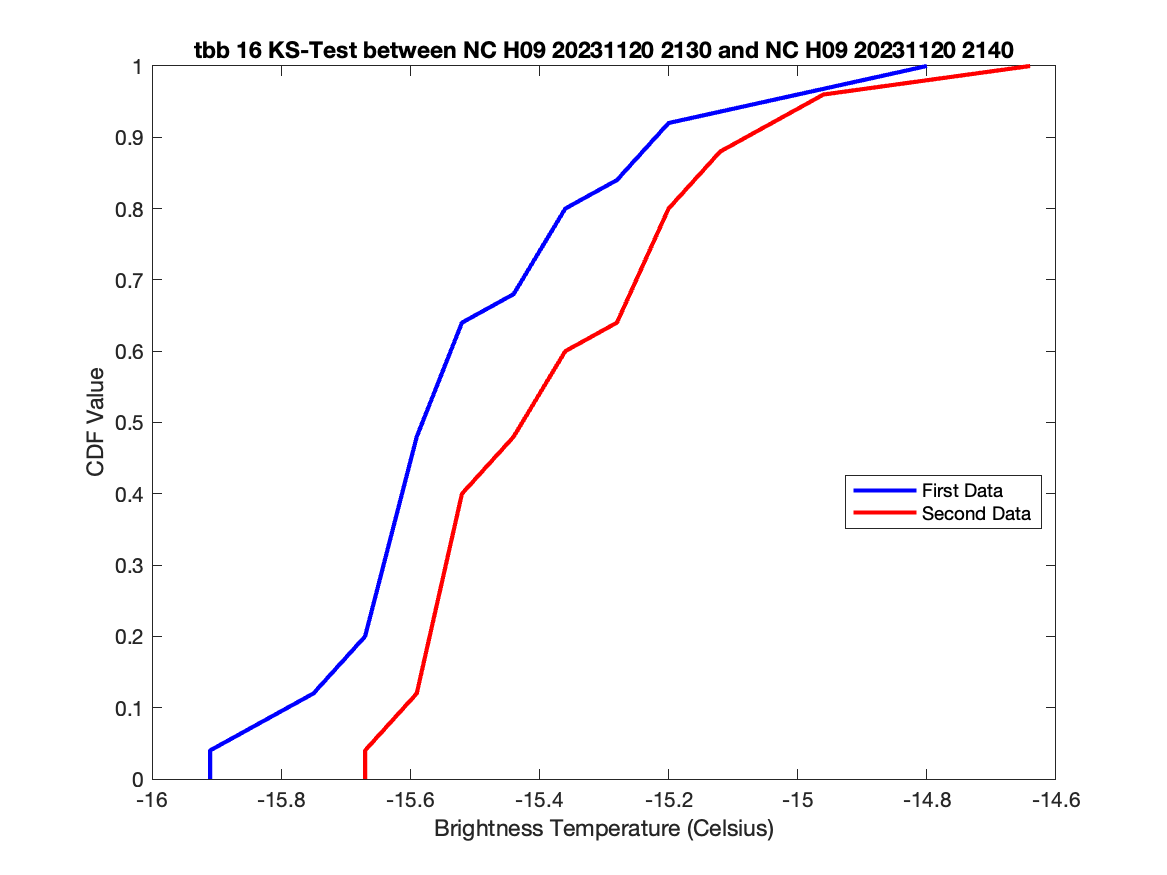 tbb 16 KS-Test between NC H09 20231120 2130 and NC H09 20231120 2140
1
0.9
0.8
0.7
0.6
0.5
0.4
0.3
0.2
0.1
0
CDF Value
First Data
Second Data
-16 -15.8 -15.6 -15.4 -15.2 -15 -14.8 -14.6
Brightness Temperature (Celsius)